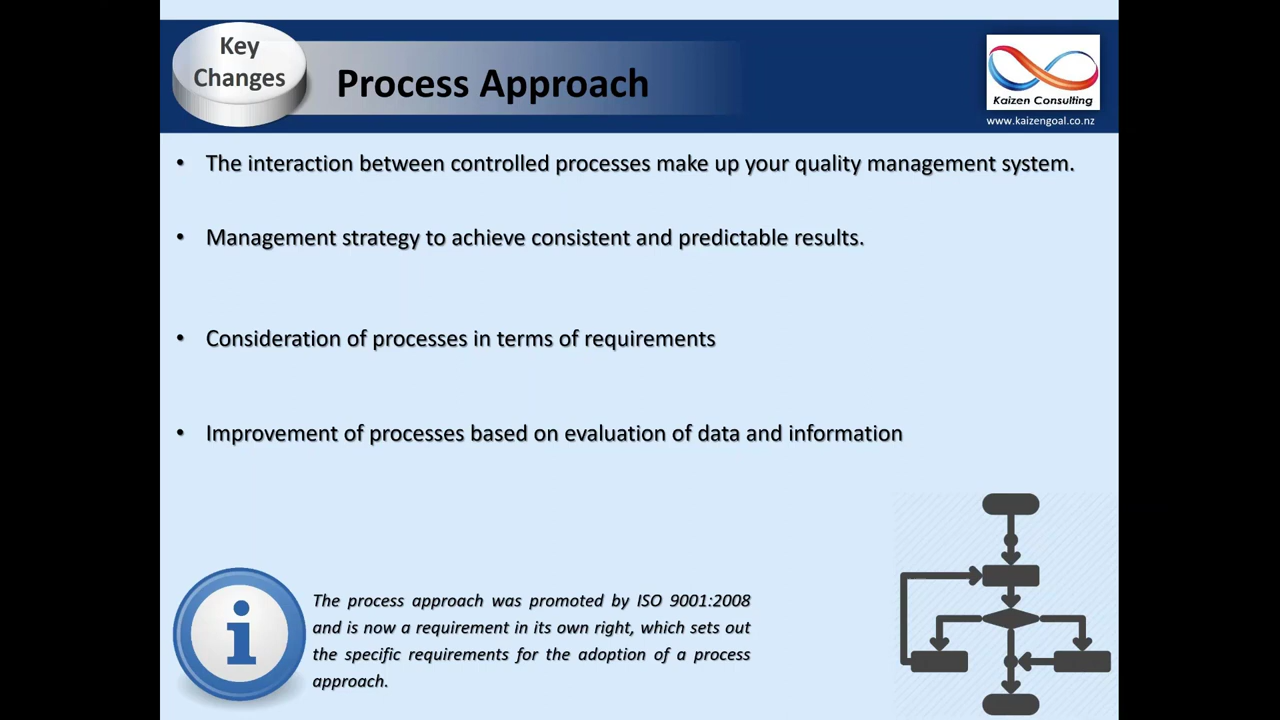 Key
Changes
Process Approach
Kaizen Consulting
www.kaizengoal.co.nz
• The interaction between controlled processes make up your quality management system.
• Management strategy to achieve consistent and predictable results.
• Consideration of processes in terms of requirements
• Improvement of processes based on evaluation of data and information
i
The process approach was promoted by ISO 9001:2008
and is now a requirement in its own right, which sets out
the specific requirements for the adoption of a process
approach.